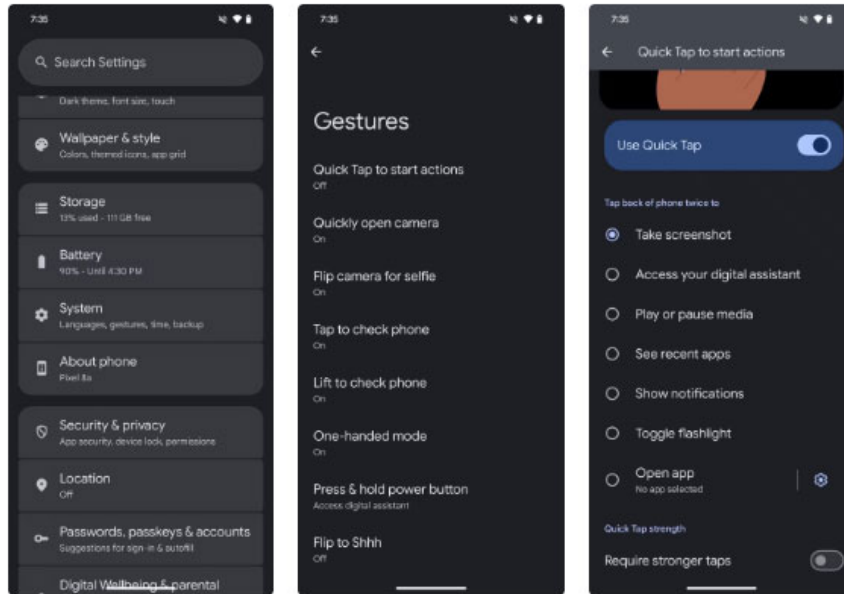 7:35
Search Settings
Dark theme, font size, touch
Wallpaper & style
Colors, themed icons, app grid
Storage
13% used - 111 GB free
Battery
90% - Until 4:30 PM
System
Languages, gestures, time, backup
About phone
Pixel 8a
Security & privacy
App security, device lock, permissions
Location
Off
Passwords, passkeys & accounts
Suggestions for sign-in & autofill
Digital Wellbeing & parental
7:35
Gestures
Quick Tap to start actions
Off
Quickly open camera
On
Flip camera for selfie
On
Tap to check phone
On
Lift to check phone
On
One-handed mode
On
Press & hold power button
Access digital assistant
Flip to Shhh
Off
7:35
Quick Tap to start actions
Use Quick Tap
Tap back of phone twice to
Take screenshot
Access your digital assistant
Play or pause media
See recent apps
Show notifications
Toggle flashlight
Open app
No app selected
Quick Tap strength
Require stronger taps